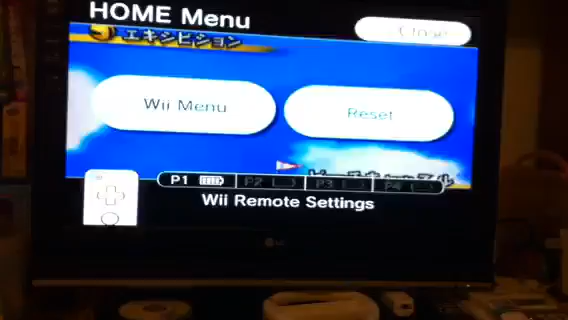 HOME Menu
Close
エキシビション
Wii Menu
Reset
P1 P2 P3 P4
Wii Remote Settings
LG